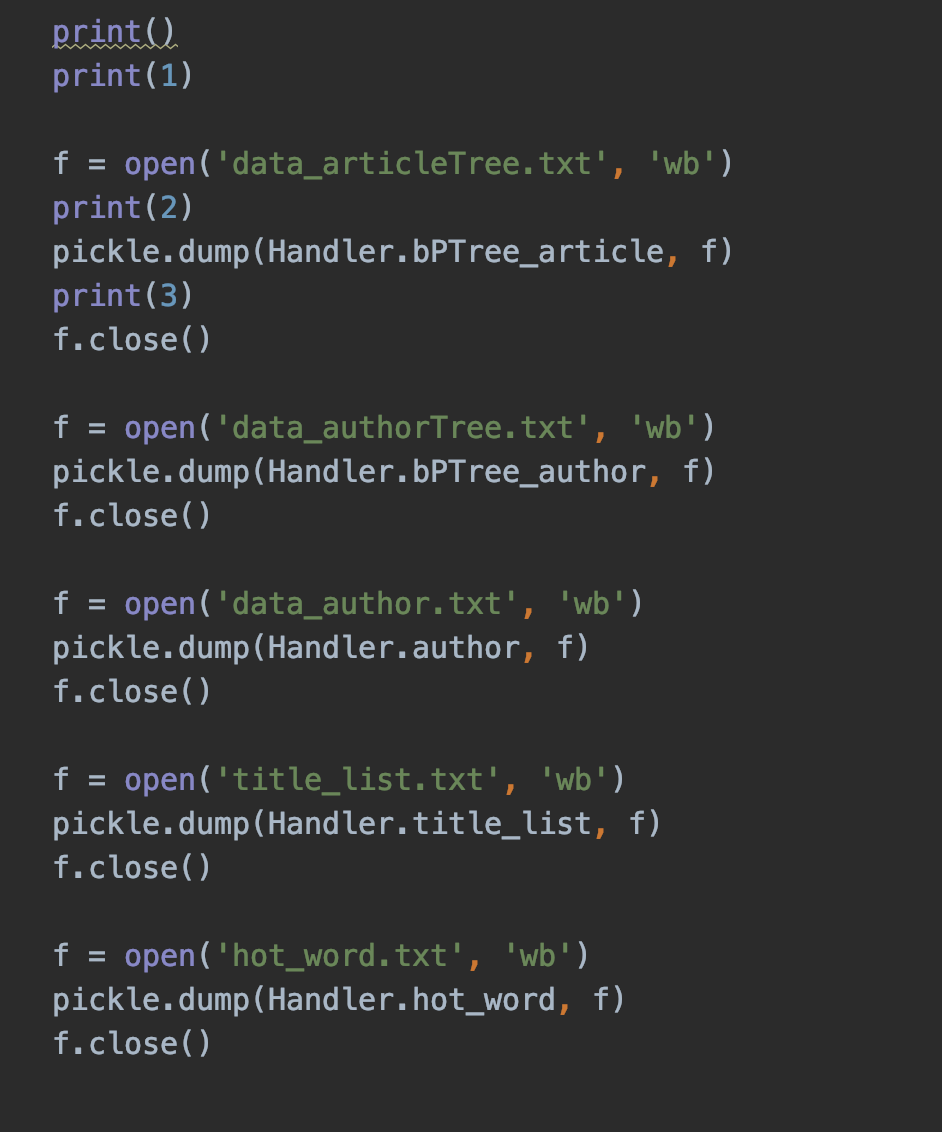 print()
print(1)
f = open('data_articleTree.txt', 'wb')
print(2)
pickle.dump(Handler.bPTree_article, f)
print(3)
f.close()
f = open('data_authorTree.txt', 'wb')
pickle.dump(Handler.bPTree_author, f)
f.close()
f = open('data_author.txt', 'wb')
pickle.dump(Handler.author, f)
f.close()
f = open('title_list.txt', 'wb')
pickle.dump(Handler.title_list, f)
f.close()
f = open('hot_word.txt', 'wb')
pickle.dump(Handler.hot_word, f)
f.close()